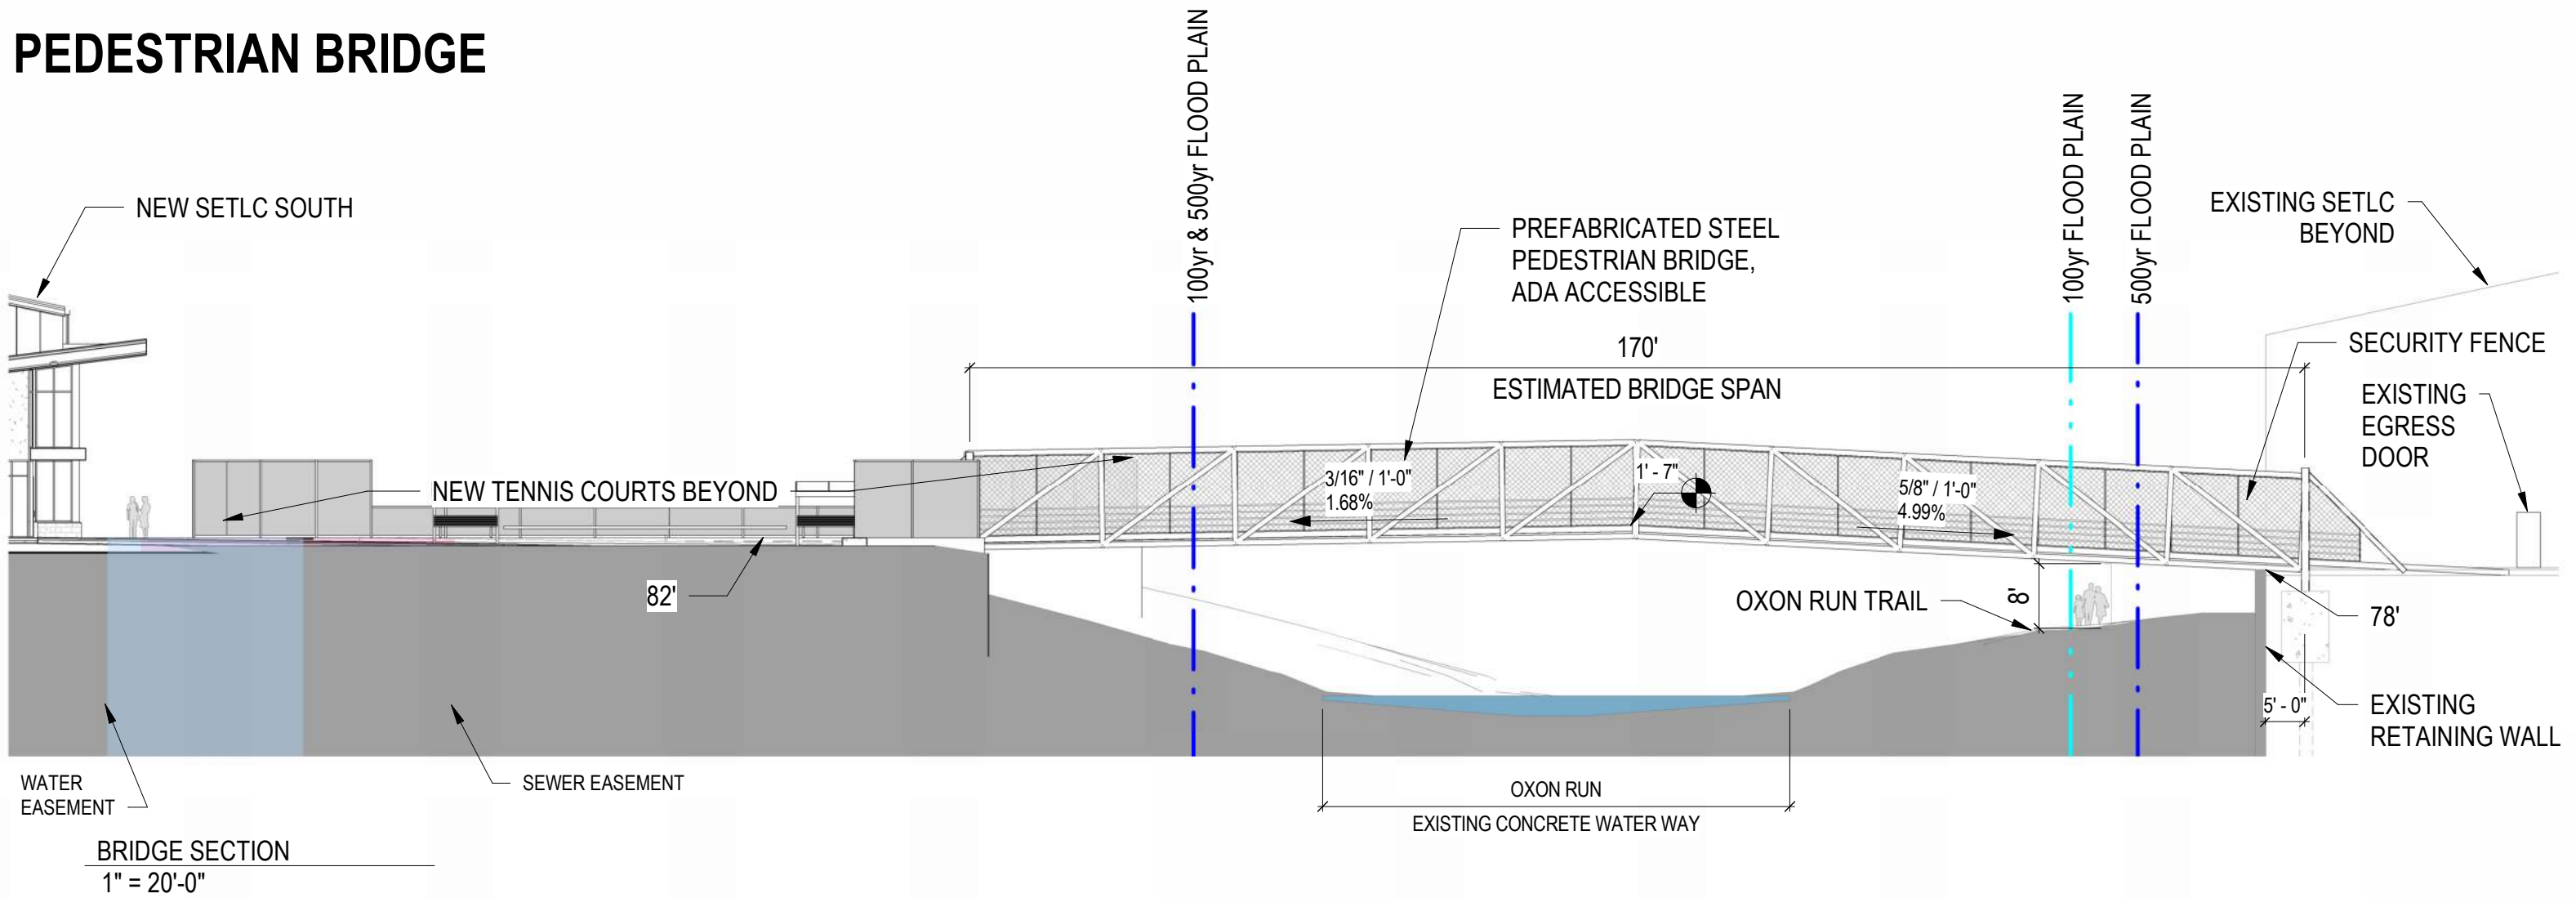 PEDESTRIAN BRIDGE
100yr & 500yr FLOOD PLAIN
100yr FLOOD PLAIN
500yr FLOOD PLAIN
NEW SETLC SOUTH
PREFABRICATED STEEL
PEDESTRIAN BRIDGE,
ADA ACCESSIBLE
EXISTING SETLC
BEYOND
170'
ESTIMATED BRIDGE SPAN
SECURITY FENCE
EXISTING
EGRESS
DOOR
NEW TENNIS COURTS BEYOND
3/16" / 1'-0"
1.68%
1' - 7"
5/8" / 1'-0"
4.99%
82'
OXON RUN TRAIL
8'
78'
5' - 0"
EXISTING
RETAINING WALL
WATER
EASEMENT
SEWER EASEMENT
OXON RUN
EXISTING CONCRETE WATER WAY
BRIDGE SECTION
1" = 20'-0"